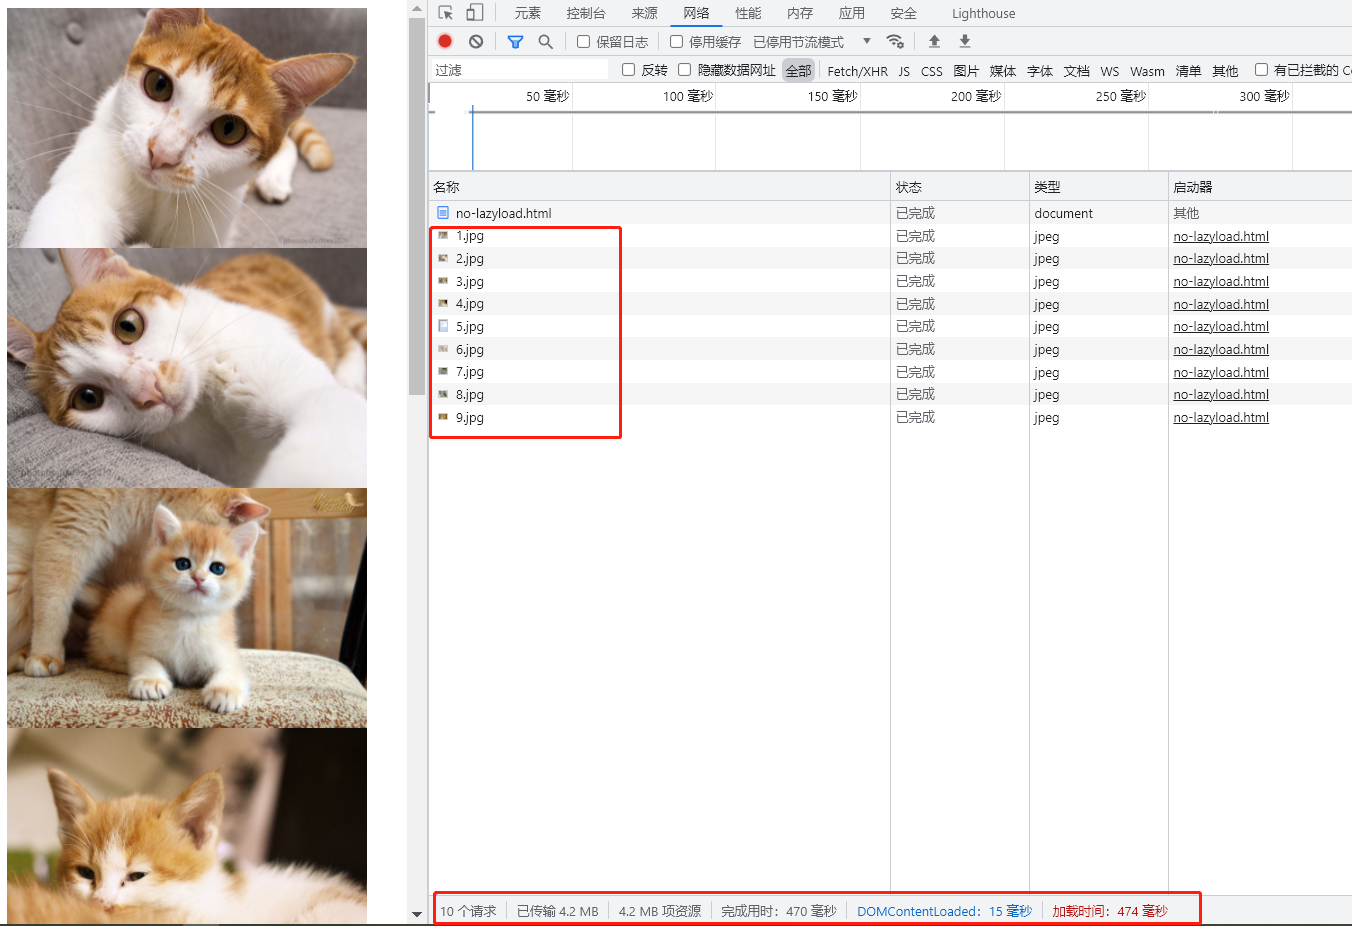 元素 控制台 来源 网络 性能 内存 应用 安全 Lighthouse
保留日志 停用缓存 已停用节流模式
过滤 反转 隐藏数据网址 全部 Fetch/XHR JS CSS 图片 媒体 字体 文档 WS Wasm 清单 其他 有已拦截的
50 毫秒 100 毫秒 150 毫秒 200 毫秒 250 毫秒 300 毫秒
名称 状态 类型 启动器
no-lazyload.html 已完成 document 其他
1.jpg 已完成 jpeg no-lazyload.html
2.jpg 已完成 jpeg no-lazyload.html
3.jpg 已完成 jpeg no-lazyload.html
4.jpg 已完成 jpeg no-lazyload.html
5.jpg 已完成 jpeg no-lazyload.html
6.jpg 已完成 jpeg no-lazyload.html
7.jpg 已完成 jpeg no-lazyload.html
8.jpg 已完成 jpeg no-lazyload.html
9.jpg 已完成 jpeg no-lazyload.html
10 个请求 已传输 4.2 MB 4.2 MB 项资源 完成用时：470 毫秒 DOMContentLoaded：15 毫秒 加载时间：474 毫秒